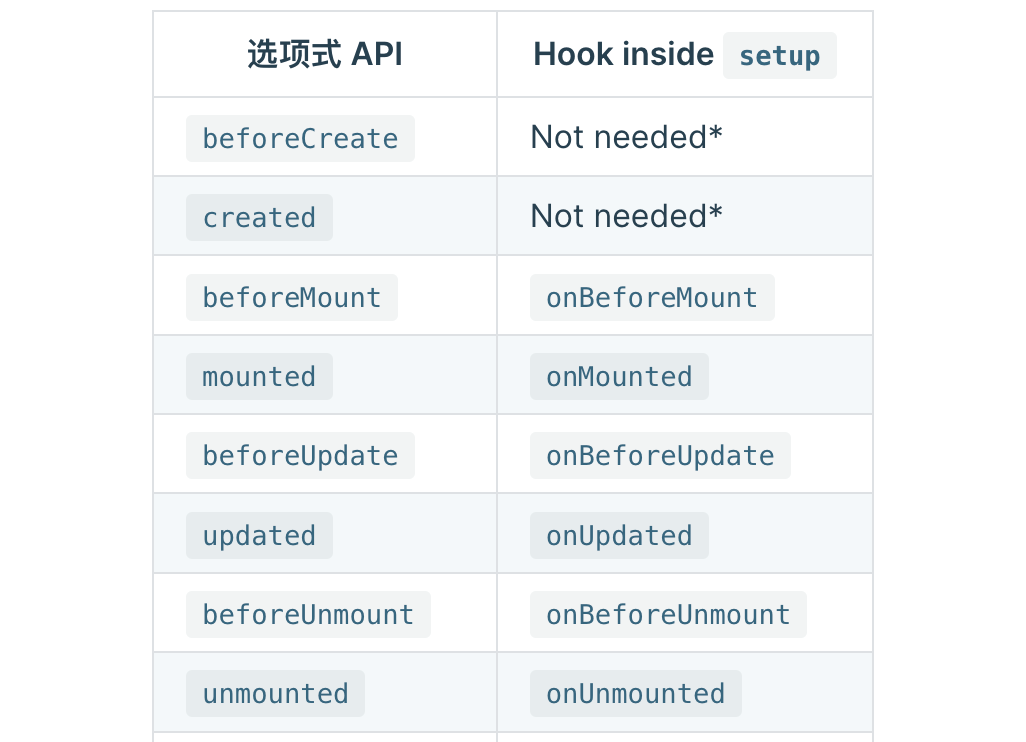 选项式 API Hook inside setup
beforeCreate Not needed*
created Not needed*
beforeMount onBeforeMount
mounted onMounted
beforeUpdate onBeforeUpdate
updated onUpdated
beforeUnmount onBeforeUnmount
unmounted onUnmounted